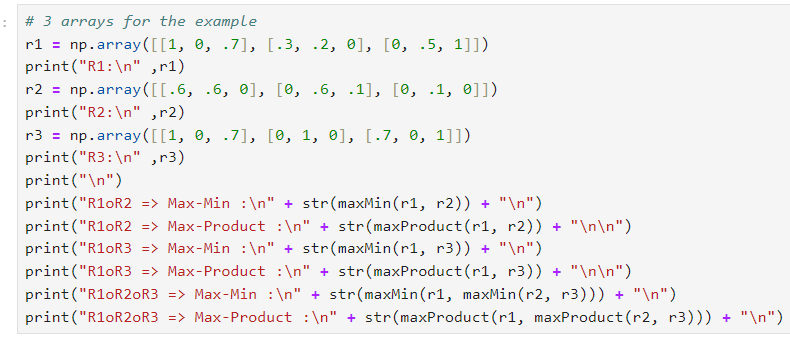 :
# 3 arrays for the example
r1 = np.array([[1, 0, .7], [.3, .2, 0], [0, .5, 1]])
print("R1:\n" ,r1)
r2 = np.array([[.6, .6, 0], [0, .6, .1], [0, .1, 0]])
print("R2:\n" ,r2)
r3 = np.array([[1, 0, .7], [0, 1, 0], [.7, 0, 1]])
print("R3:\n" ,r3)
print("\n")
print("R1oR2 => Max-Min :\n" + str(maxMin(r1, r2)) + "\n")
print("R1oR2 => Max-Product :\n" + str(maxProduct(r1, r2)) + "\n\n")
print("R1oR3 => Max-Min :\n" + str(maxMin(r1, r3)) + "\n")
print("R1oR3 => Max-Product :\n" + str(maxProduct(r1, r3)) + "\n\n")
print("R1oR2oR3 => Max-Min :\n" + str(maxMin(r1, maxMin(r2, r3))) + "\n")
print("R1oR2oR3 => Max-Product :\n" + str(maxProduct(r1, maxProduct(r2, r3))) + "\n")